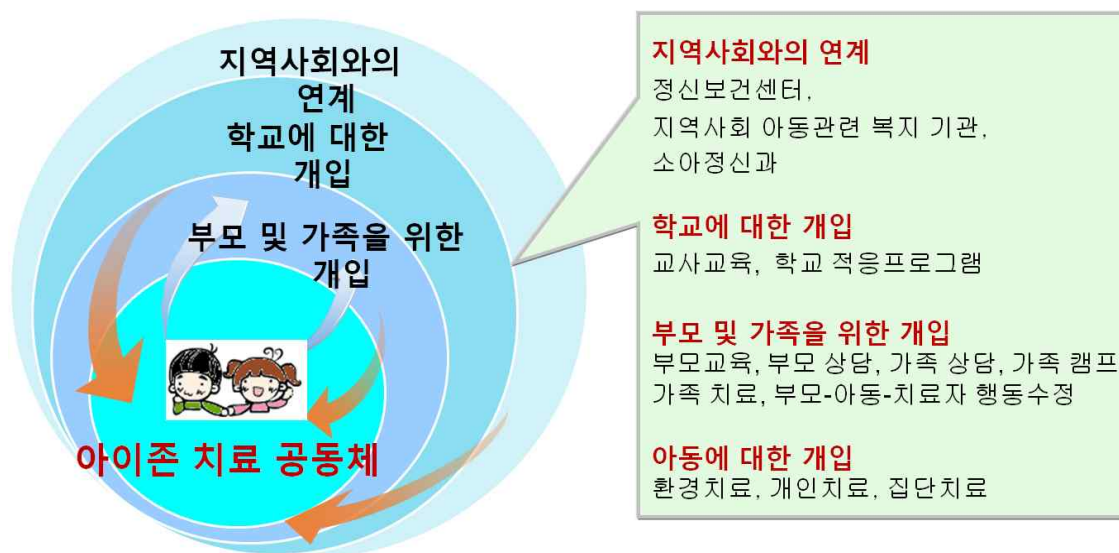 지역사회와의
연계
학교에 대한
개입
부모 및 가족을 위한
개입
아이존 치료 공동체
지역사회와의 연계
정신보건센터,
지역사회 아동관련 복지 기관,
소아정신과
학교에 대한 개입
교사교육, 학교 적응프로그램
부모 및 가족을 위한 개입
부모교육, 부모 상담, 가족 상담, 가족 캠프
가족 치료, 부모-아동-치료자 행동수정
아동에 대한 개입
환경치료, 개인치료, 집단치료